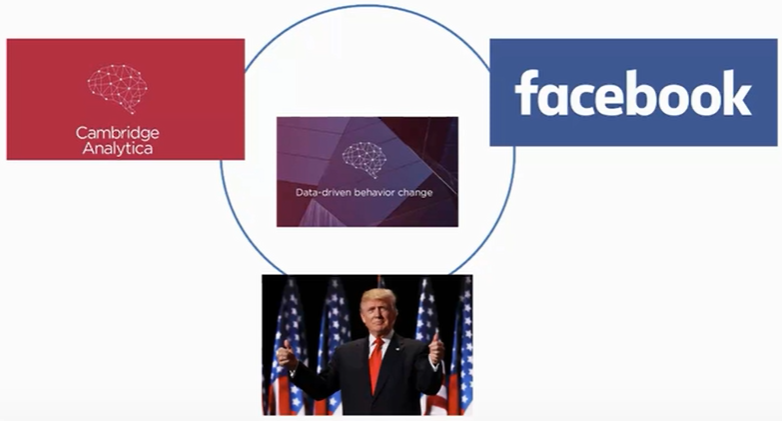 Cambridge
Analytica
facebook
Data-driven behavior change